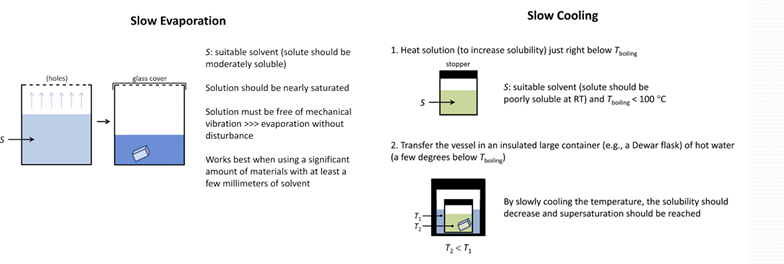 Slow Evaporation
(holes)
glass cover
S
S: suitable solvent (solute should be
moderately soluble)
Solution should be nearly saturated
Solution must be free of mechanical
vibration >>> evaporation without
disturbance
Works best when using a significant
amount of materials with at least a
few millimeters of solvent
Slow Cooling
1. Heat solution (to increase solubility) just right below Tboiling
stopper
S
S: suitable solvent (solute should be
poorly soluble at RT) and Tboiling < 100 °C
2. Transfer the vessel in an insulated large container (e.g., a Dewar flask) of hot water
(a few degrees below Tboiling)
T1
T2
T2 < T1
By slowly cooling the temperature, the solubility should
decrease and supersaturation should be reached